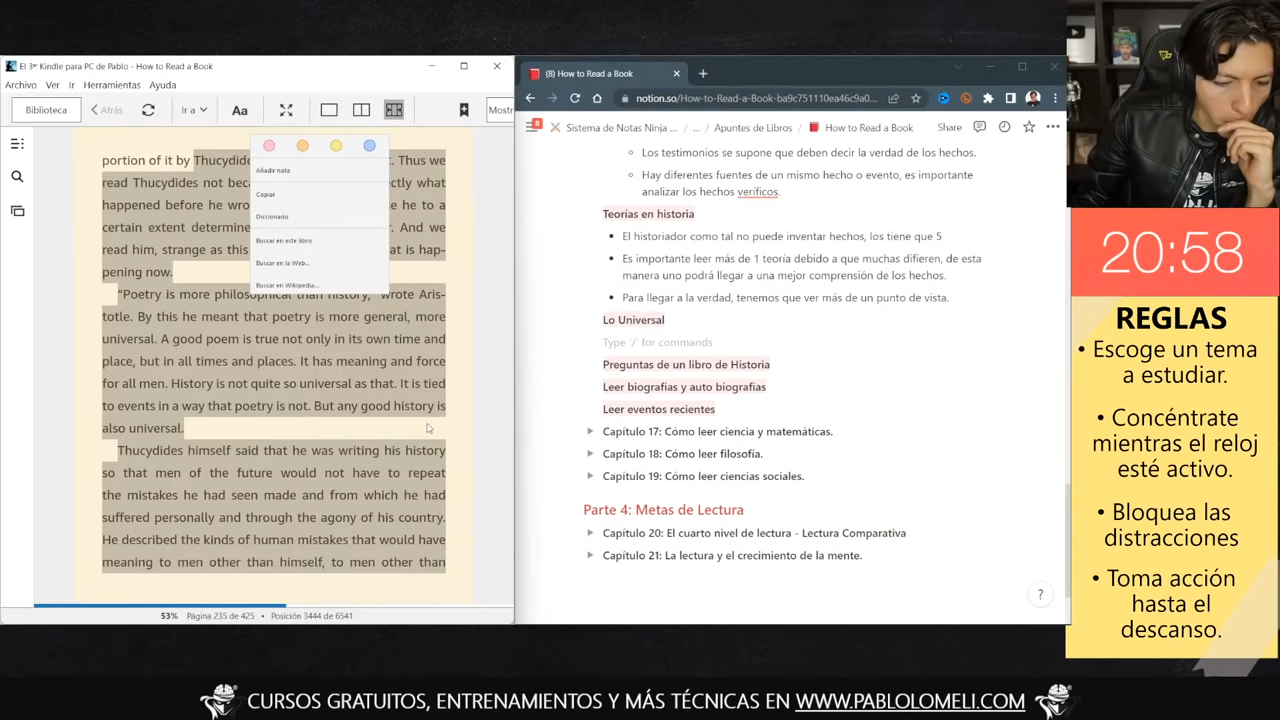 El 3er Kindle para PC de Pablo - How to Read a Book
Archivo Ver Ir Herramientas Ayuda
Biblioteca Atrás Ir a Aa Mostr
portion of it by Thucydide . Thus we
read Thucydides not beca ctly what
happened before he wro se he to a
certain extent determine r. And we
read him, strange as this at is hap-
pening now.
"Poetry is more philosophical than history," wrote Aris-
totle. By this he meant that poetry is more general, more
universal. A good poem is true not only in its own time and
place, but in all times and places. It has meaning and force
for all men. History is not quite so universal as that. It is tied
to events in a way that poetry is not. But any good history is
also universal.
Thucydides himself said that he was writing his history
so that men of the future would not have to repeat
the mistakes he had seen made and from which he had
suffered personally and through the agony of his country.
He described the kinds of human mistakes that would have
meaning to men other than himself, to men other than
Añadir nota
Copiar
Diccionario
Buscar en este libro
Buscar en la Web...
Buscar en Wikipedia...
53% Página 235 de 425 • Posición 3444 de 6541
(8) How to Read a Book
notion.so/How-to-Read-a-Book-ba9c751110ea46c9a0...
8
Sistema de Notas Ninja ... / ... / Apuntes de Libros / How to Read a Book Share
Los testimonios se supone que deben decir la verdad de los hechos.
Hay diferentes fuentes de un mismo hecho o evento, es importante
analizar los hechos verificos.
Teorías en historia
El historiador como tal no puede inventar hechos, los tiene que 5
Es importante leer más de 1 teoría debido a que muchas difieren, de esta
manera uno podrá llegar a una mejor comprensión de los hechos.
Para llegar a la verdad, tenemos que ver más de un punto de vista.
Lo Universal
Type '/' for commands
Preguntas de un libro de Historia
Leer biografías y auto biografías
Leer eventos recientes
Capítulo 17: Cómo leer ciencia y matemáticas.
Capítulo 18: Cómo leer filosofía.
Capítulo 19: Cómo leer ciencias sociales.
Parte 4: Metas de Lectura
Capítulo 20: El cuarto nivel de lectura - Lectura Comparativa
Capítulo 21: La lectura y el crecimiento de la mente.
?
20:58
REGLAS
• Escoge un tema
a estudiar.
• Concéntrate
mientras el reloj
esté activo.
• Bloquea las
distracciones
• Toma acción
hasta el
descanso.
CURSOS GRATUITOS, ENTRENAMIENTOS Y MÁS TÉCNICAS EN WWW.PABLOLOMELI.COM